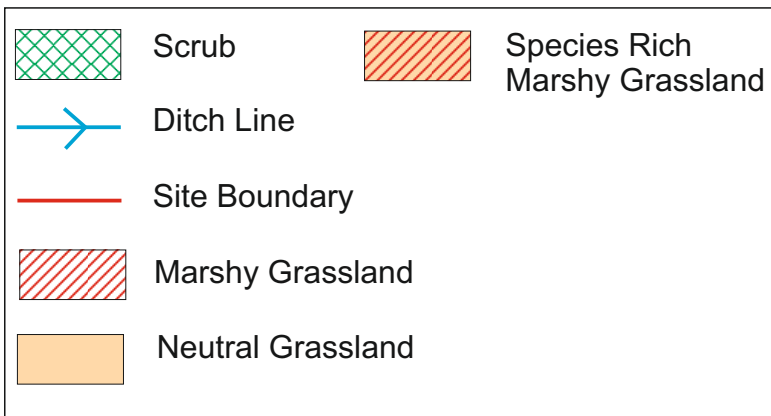 Scrub
Ditch Line
Site Boundary
Marshy Grassland
Neutral Grassland
Species Rich
Marshy Grassland